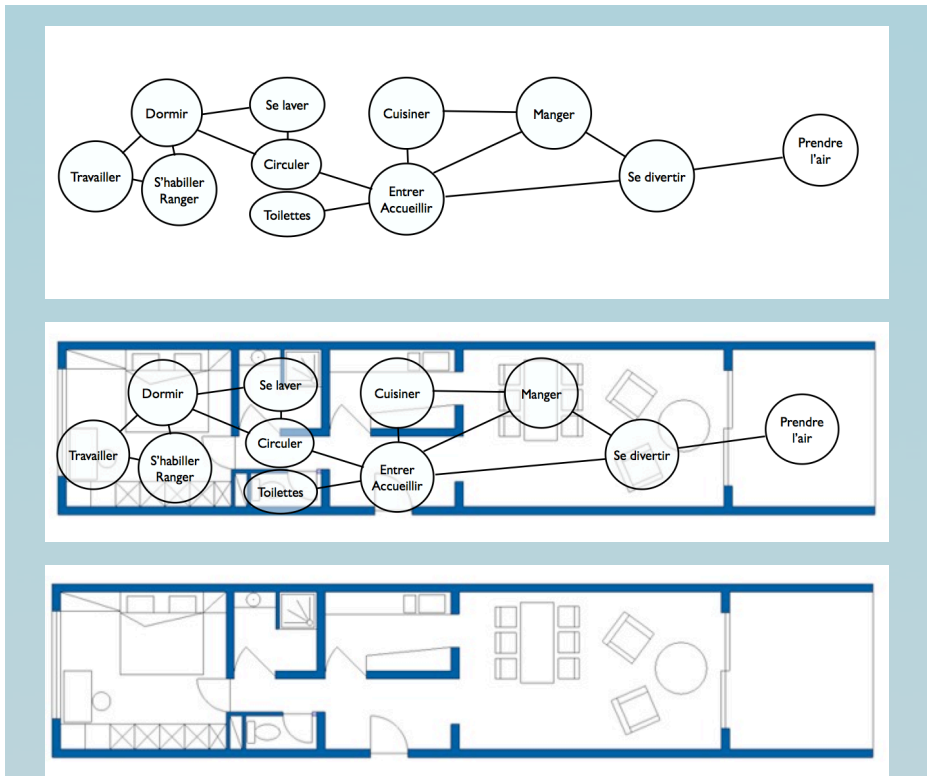 Dormir
Se laver
Cuisiner
Manger
Prendre
l'air
Travailler
S'habiller
Ranger
Circuler
Entrer
Accueillir
Se divertir
Toilettes
Dormir
Se laver
Cuisiner
Manger
Prendre
l'air
Travailler
S'habiller
Ranger
Circuler
Entrer
Accueillir
Se divertir
Toilettes